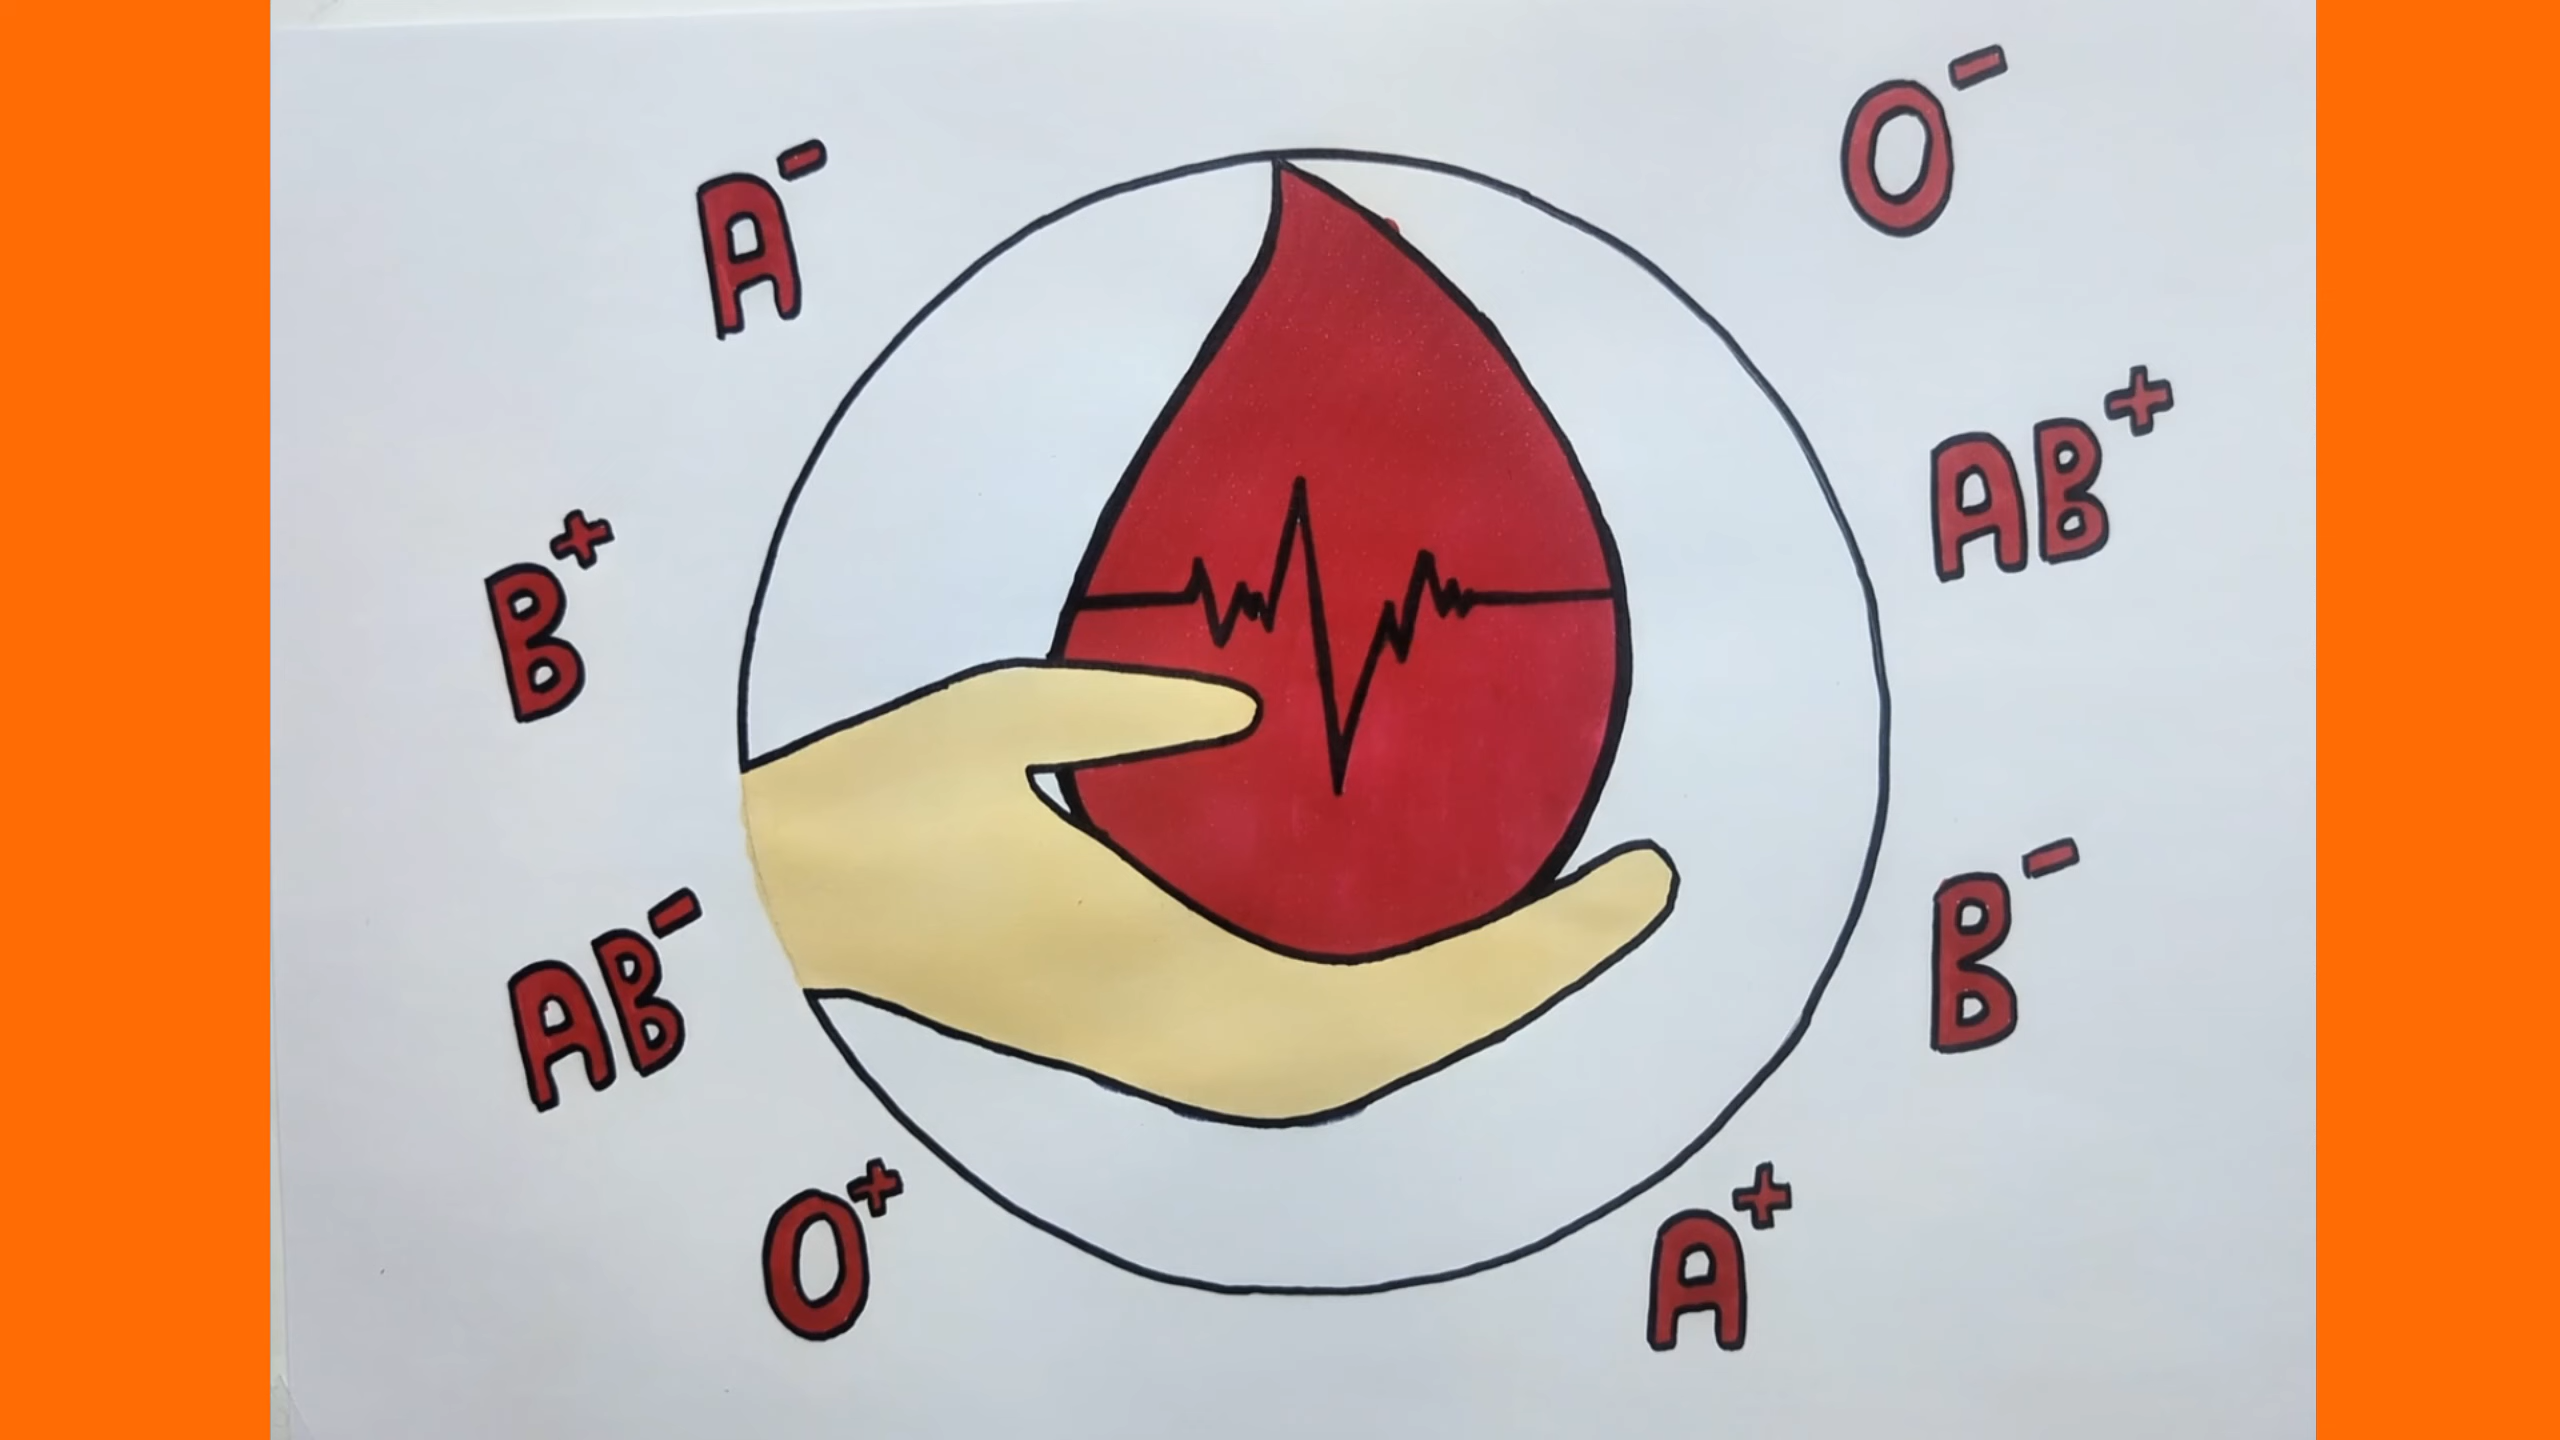 A-
O-
B+
AB+
AB-
B-
O+
A+